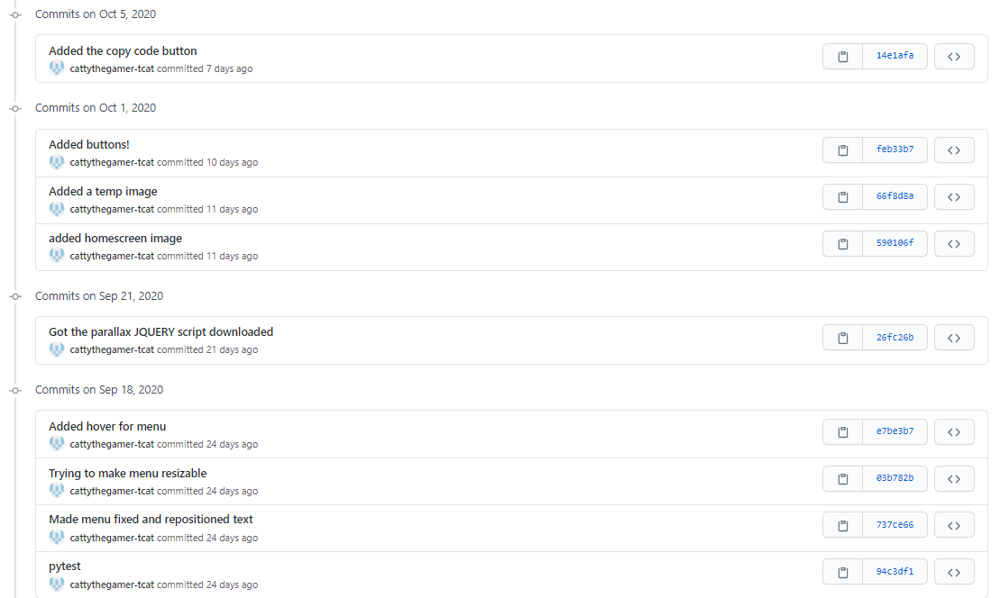 Commits on Oct 5, 2020
Added the copy code button
cattythegamer-tcat committed 7 days ago
14e1afa
Commits on Oct 1, 2020
Added buttons!
cattythegamer-tcat committed 10 days ago
feb33b7
Added a temp image
cattythegamer-tcat committed 11 days ago
66f8d8a
added homescreen image
cattythegamer-tcat committed 11 days ago
590106f
Commits on Sep 21, 2020
Got the parallax JQUERY script downloaded
cattythegamer-tcat committed 21 days ago
26fc26b
Commits on Sep 18, 2020
Added hover for menu
cattythegamer-tcat committed 24 days ago
e7be3b7
Trying to make menu resizable
cattythegamer-tcat committed 24 days ago
03b782b
Made menu fixed and repositioned text
cattythegamer-tcat committed 24 days ago
737ce66
pytest
cattythegamer-tcat committed 24 days ago
94c3df1